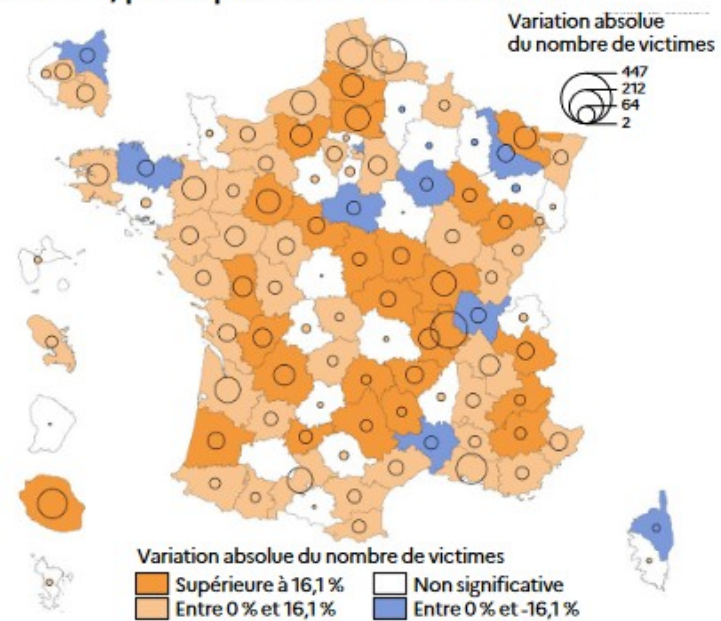 Variation absolue
du nombre de victimes
447
212
64
2
Variation absolue du nombre de victimes
Supérieure à 16,1 %
Non significative
Entre 0 % et 16,1 %
Entre 0 % et -16,1 %